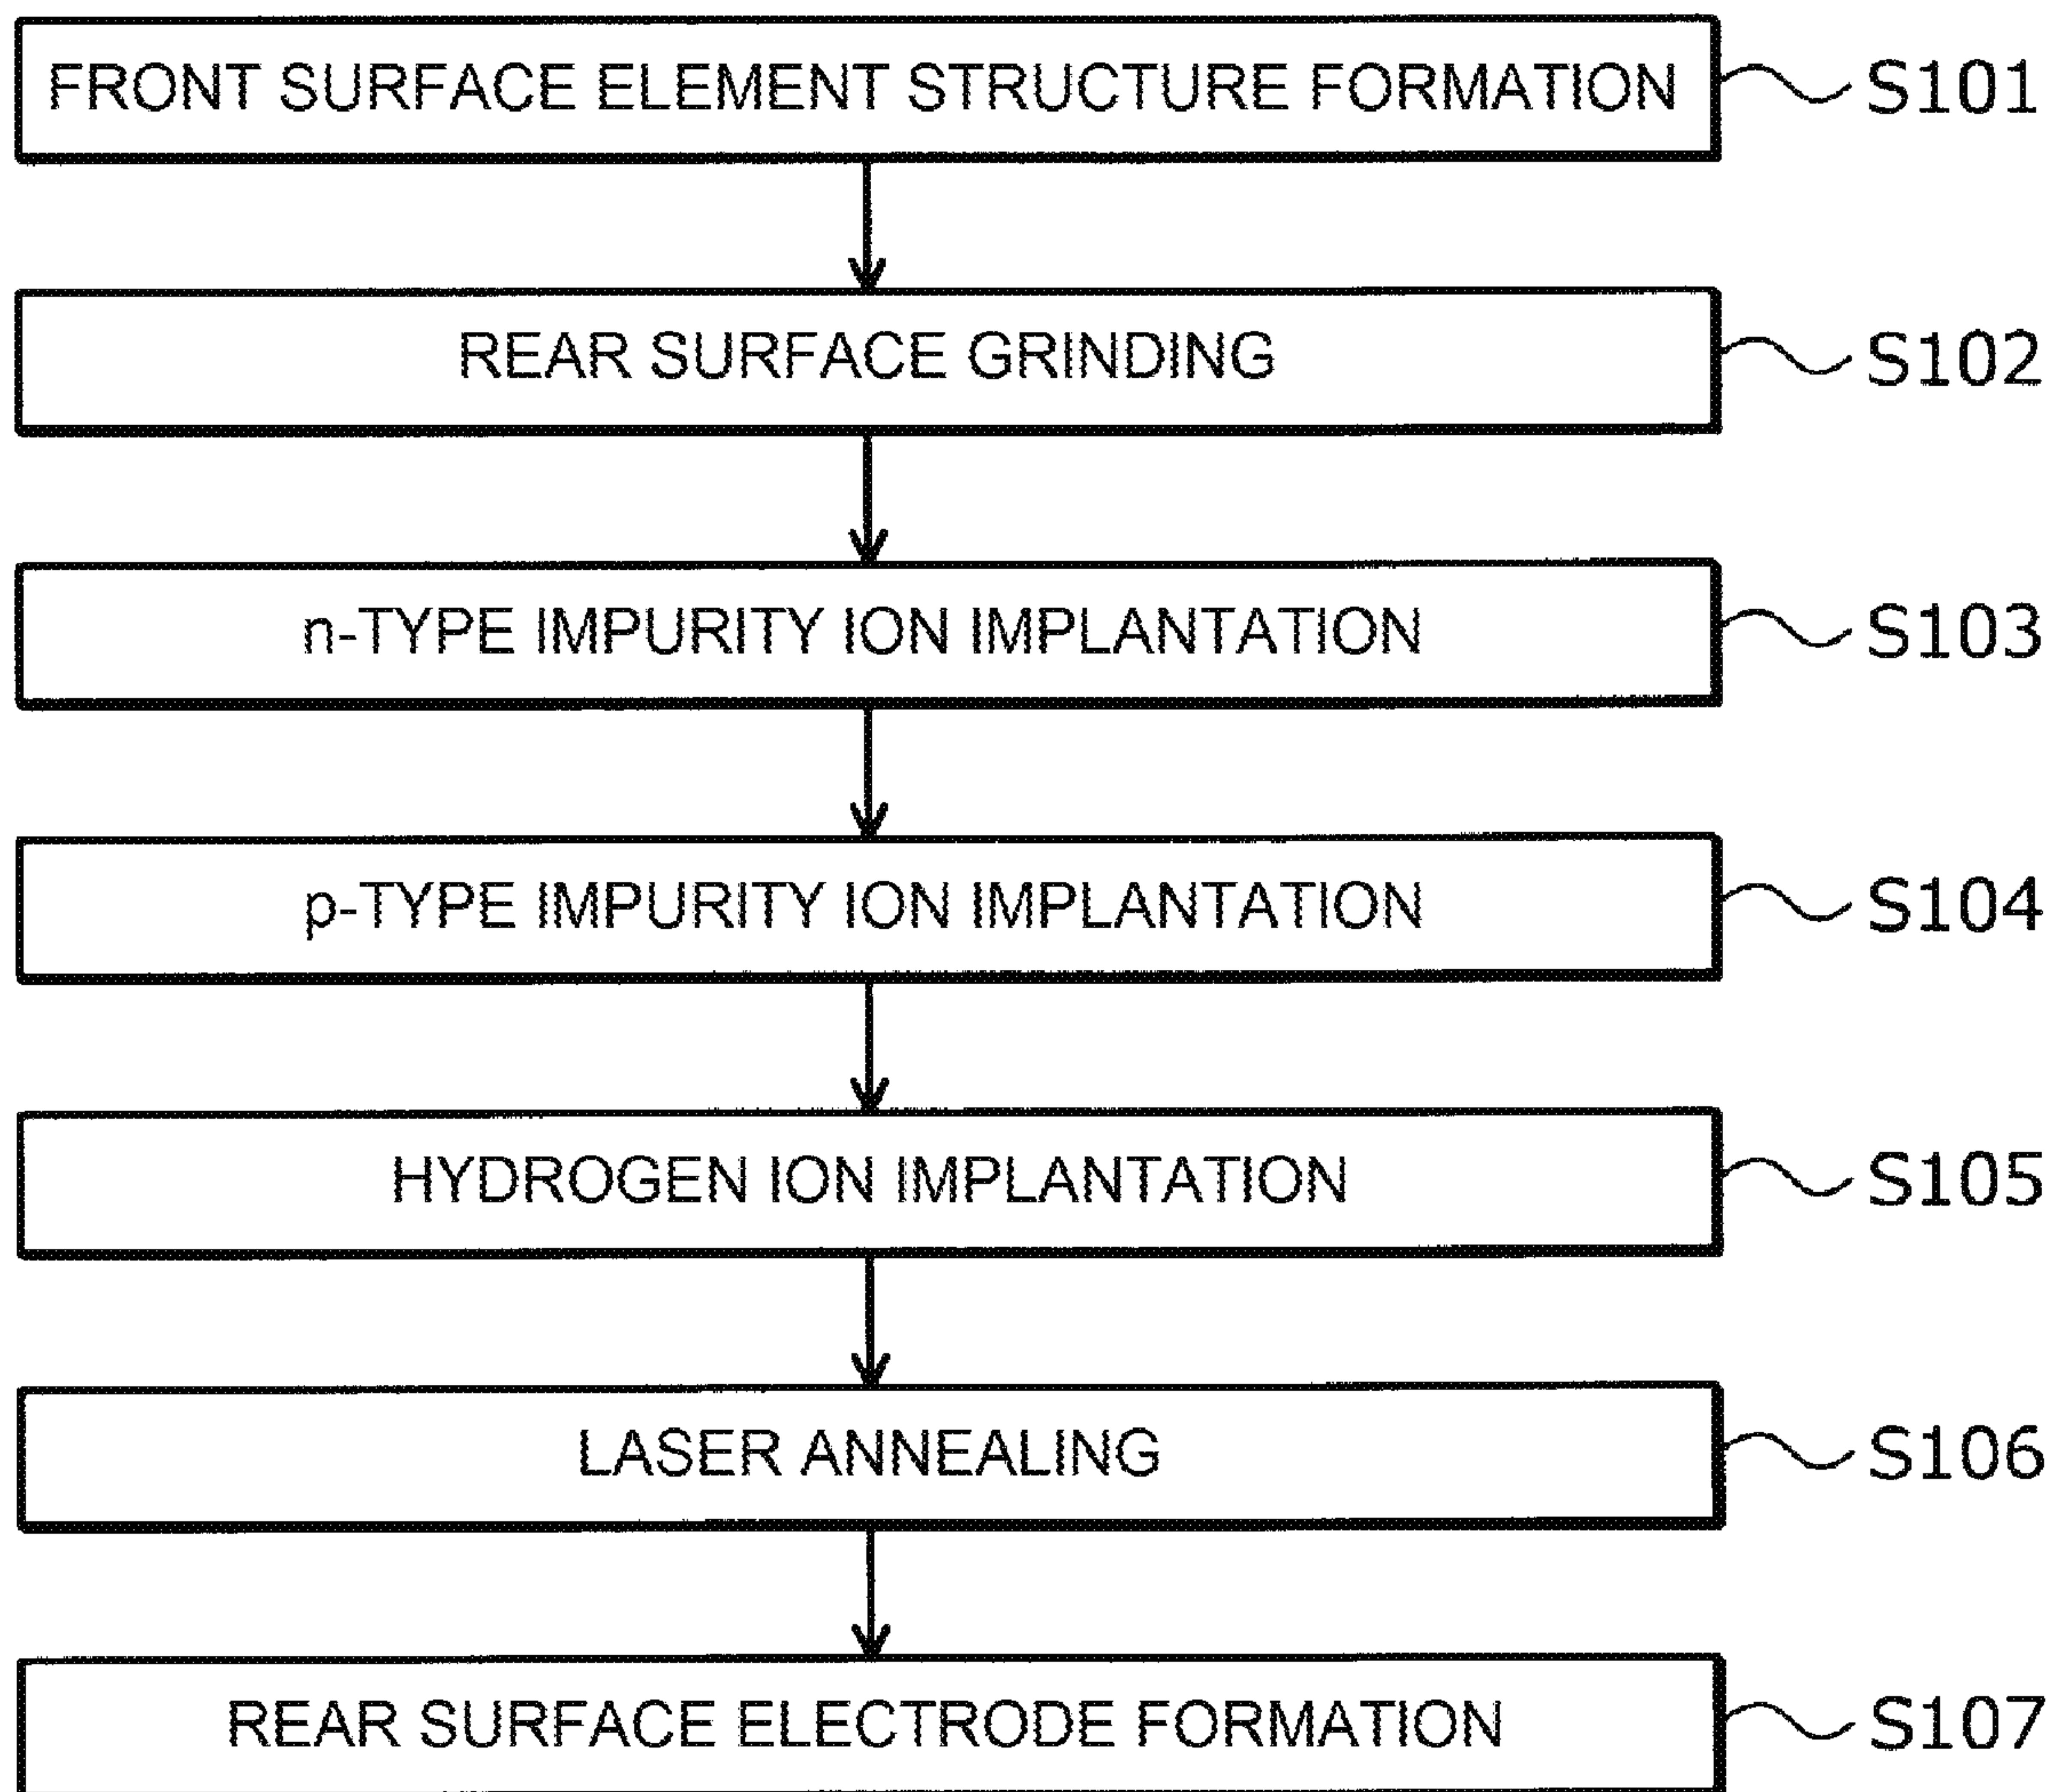 FRONT SURFACE ELEMENT STRUCTURE FORMATION S101
REAR SURFACE GRINDING S102
n-TYPE IMPURITY ION IMPLANTATION S103
p-TYPE IMPURITY ION IMPLANTATION S104
HYDROGEN ION IMPLANTATION S105
LASER ANNEALING S106
REAR SURFACE ELECTRODE FORMATION S107